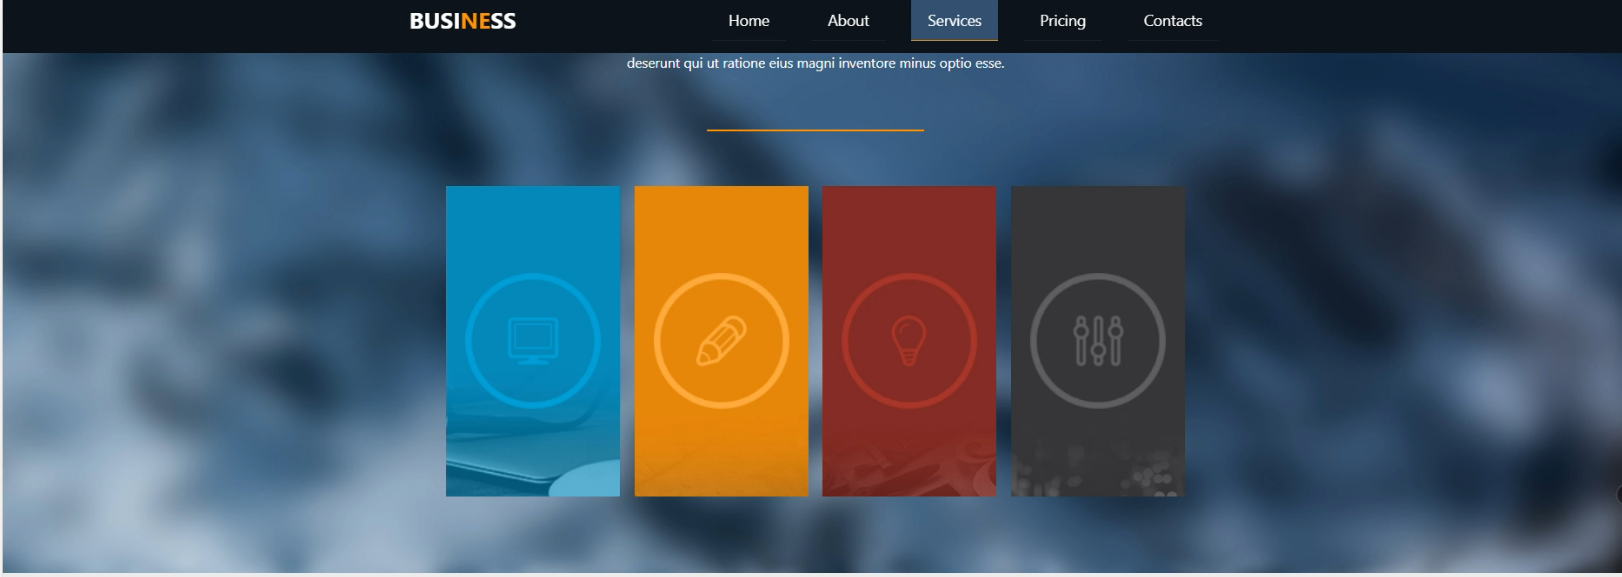 BUSINESS Home About Services Pricing Contacts
deserunt qui ut ratione eius magni inventore minus optio esse.